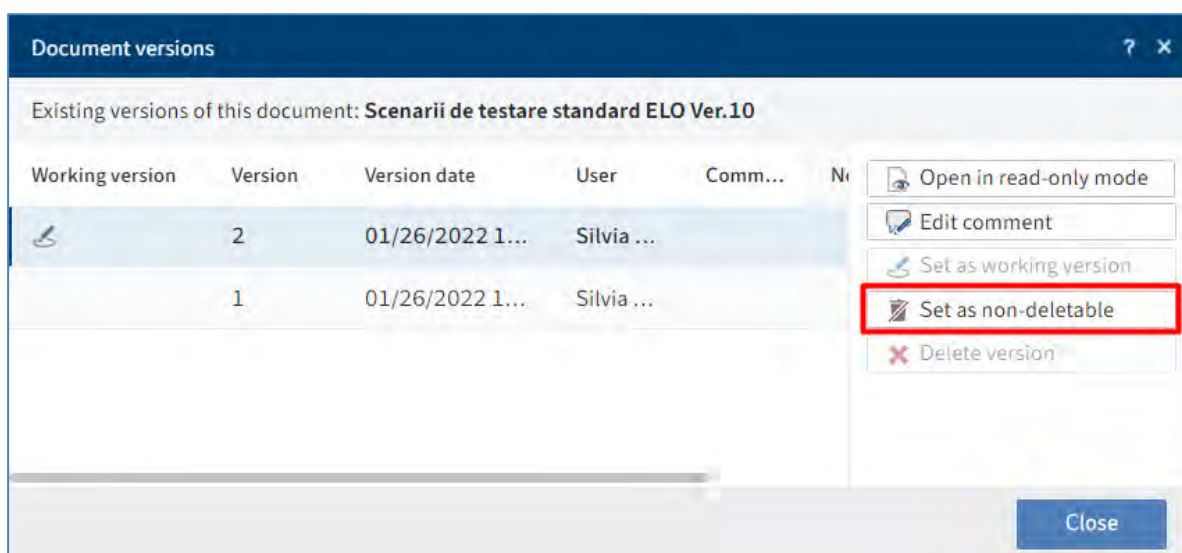 Document versions ? ×
Existing versions of this document: Scenarii de testare standard ELO Ver.10
Working version Version Version date User Comm...
Open in read-only mode
Edit comment
2 01/26/2022 1... Silvia ...
Set as working version
1 01/26/2022 1... Silvia ...
Set as non-deletable
Delete version
Close